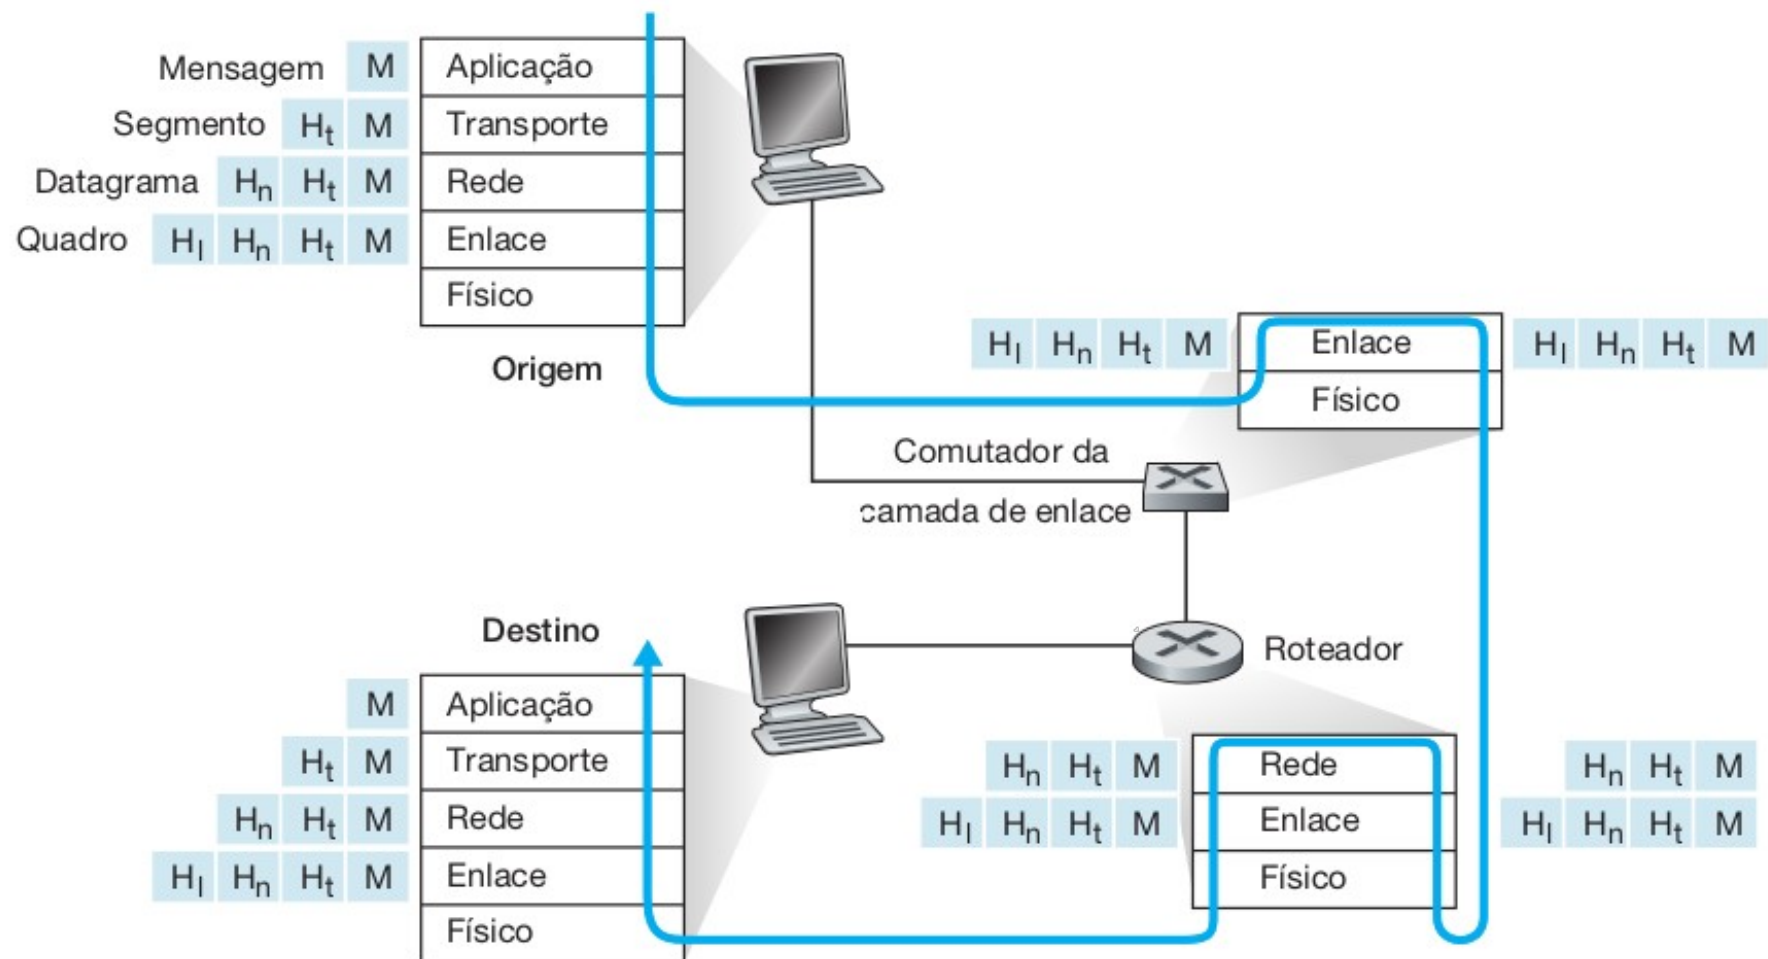 Mensagem M Aplicação
Segmento Ht M Transporte
Datagrama Hn Ht M Rede
Quadro Hl Hn Ht M Enlace
Físico
Origem
Hl Hn Ht M Enlace Hl Hn Ht M
Físico
Comutador da
camada de enlace
Roteador
Destino
M Aplicação
Ht M Transporte
Hn Ht M Rede
Hl Hn Ht M Enlace
Físico
Hn Ht M Rede Hn Ht M
Hl Hn Ht M Enlace Hl Hn Ht M
Físico